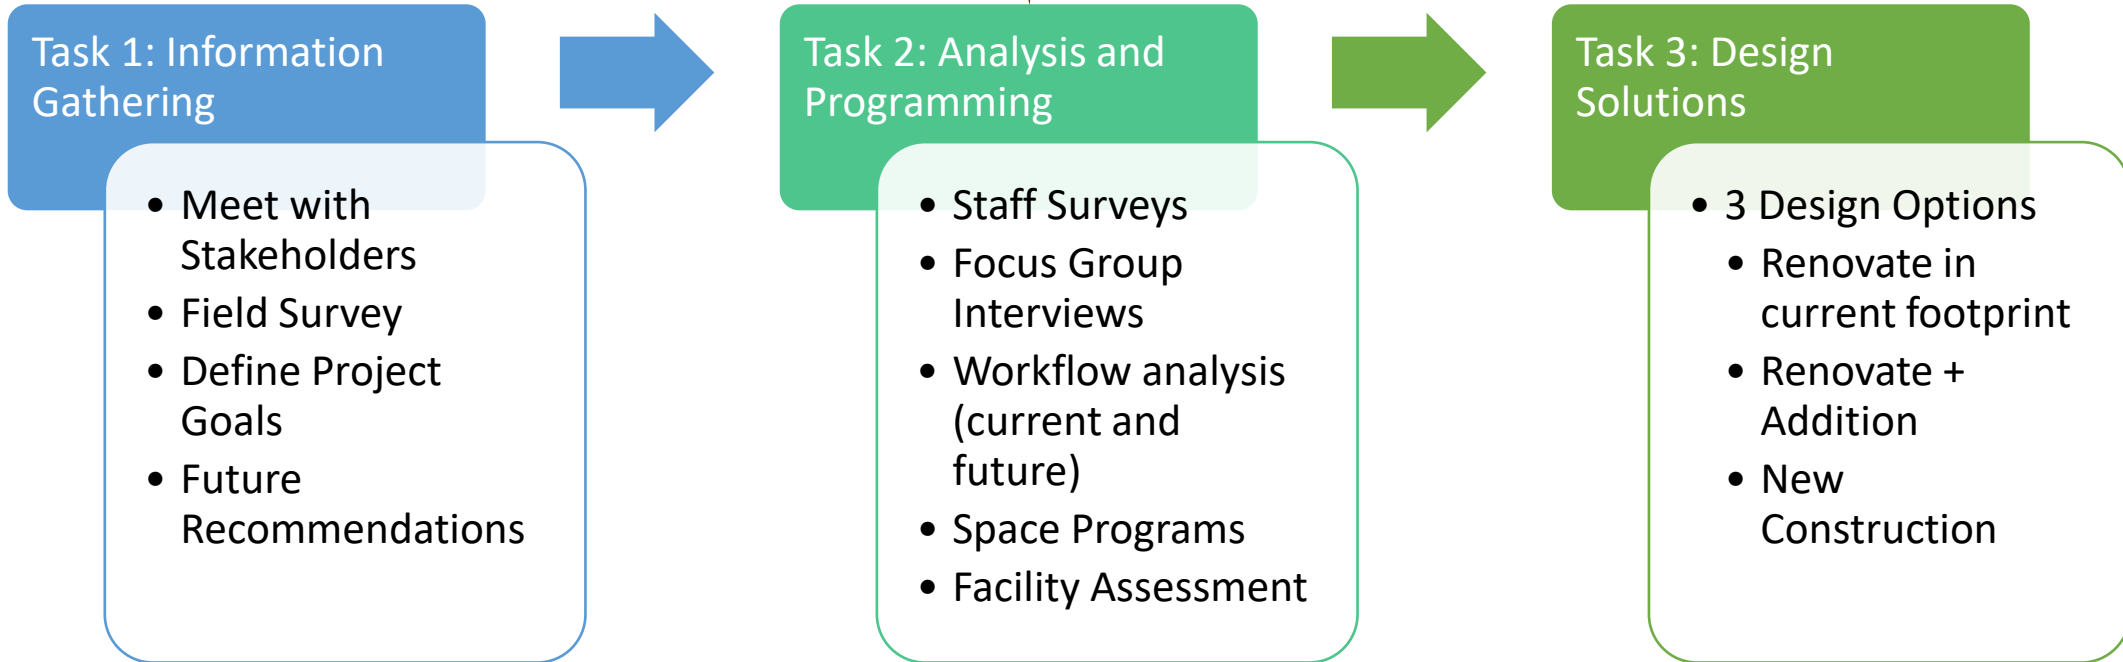 Task 1: Information
Gathering
• Meet with
Stakeholders
• Field Survey
• Define Project
Goals
• Future
Recommendations
Task 2: Analysis and
Programming
• Staff Surveys
• Focus Group
Interviews
• Workflow analysis
(current and
future)
• Space Programs
• Facility Assessment
Task 3: Design
Solutions
• 3 Design Options
• Renovate in
current footprint
• Renovate +
Addition
• New
Construction